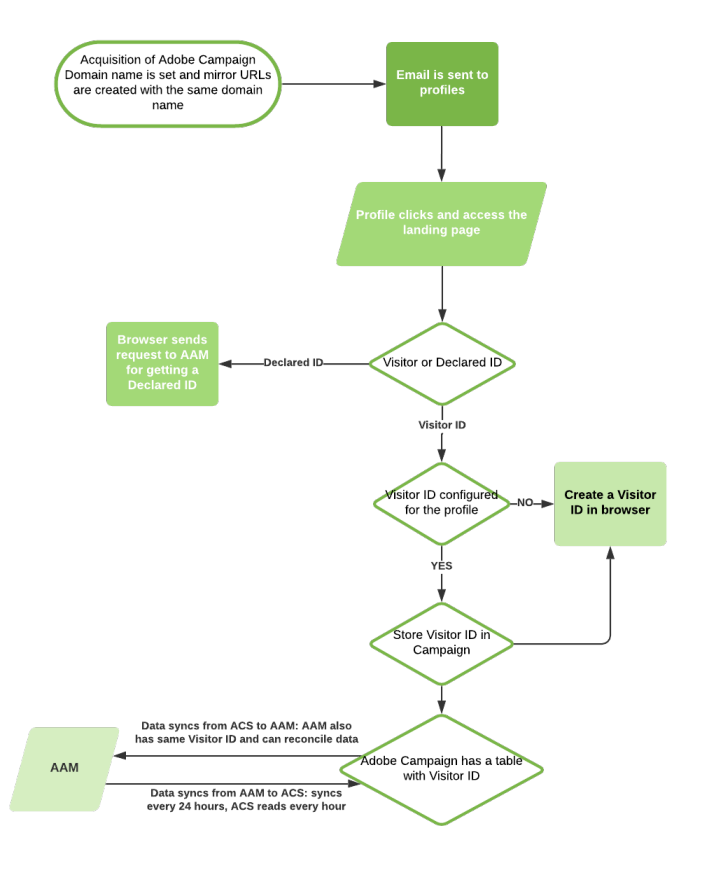 Acquisition of Adobe Campaign
Domain name is set and mirror URLs
are created with the same domain
name
Email is sent to
profiles
Profile clicks and access the
landing page
Browser sends
request to AAM
for getting a
Declared ID
Declared ID
Visitor or Declared ID
Visitor ID
Visitor ID configured
for the profile
NO
Create a Visitor
ID in browser
YES
Store Visitor ID in
Campaign
Data syncs from ACS to AAM: AAM also
has same Visitor ID and can reconcile data
AAM
Adobe Campaign has a table
with Visitor ID
Data syncs from AAM to ACS: syncs
every 24 hours, ACS reads every hour